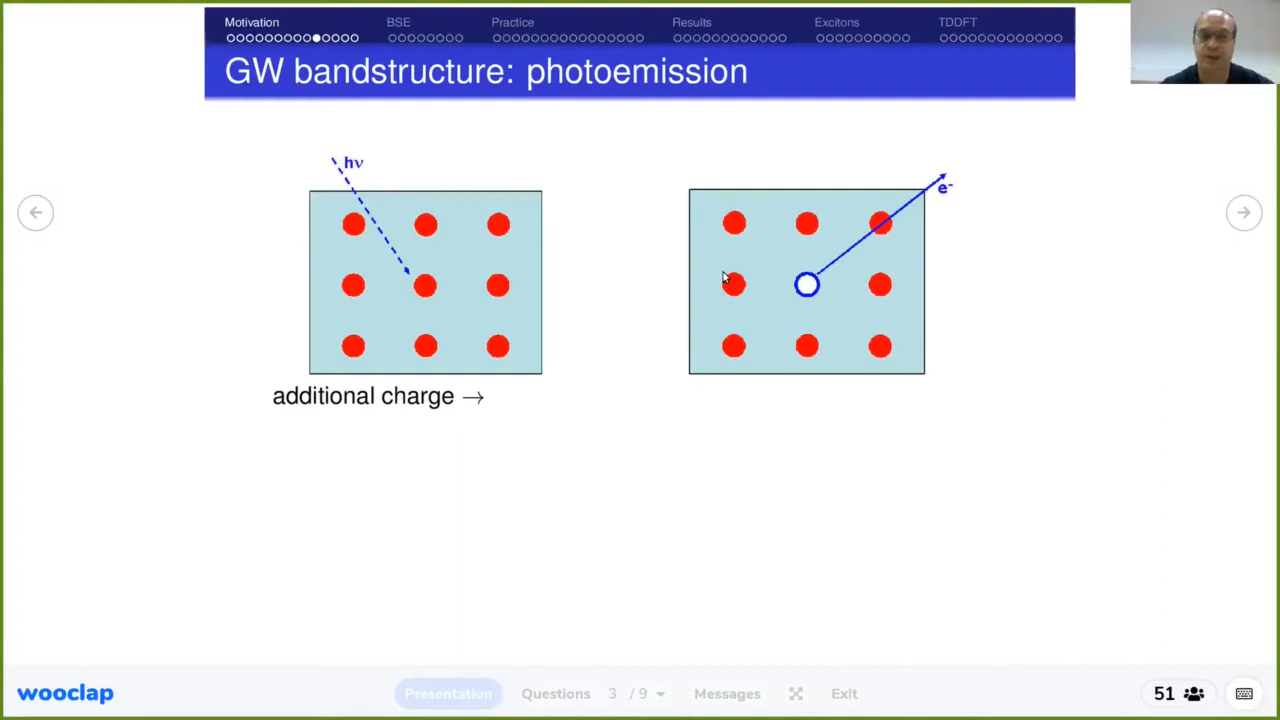 Motivation BSE Practice Results Excitons TDDFT
GW bandstructure: photoemission
hν
e-
additional charge →
wooclap Presentation Questions 3 / 9 Messages Exit 51